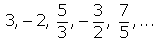 3, −2, 5/3, −3/2, 7/5, …